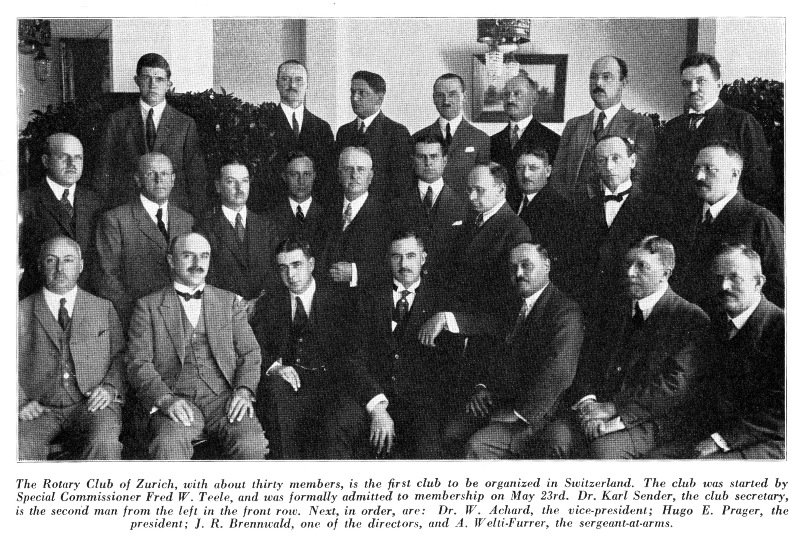 The Rotary Club of Zurich, with about thirty members, is the first club to be organized in Switzerland. The club was started by
Special Commissioner Fred W. Teele, and was formally admitted to membership on May 23rd. Dr. Karl Sender, the club secretary,
is the second man from the left in the front row. Next, in order, are: Dr. W. Achard, the vice-president; Hugo E. Prager, the
president; J. R. Brennwald, one of the directors, and A. Welti-Furrer, the sergeant-at-arms.